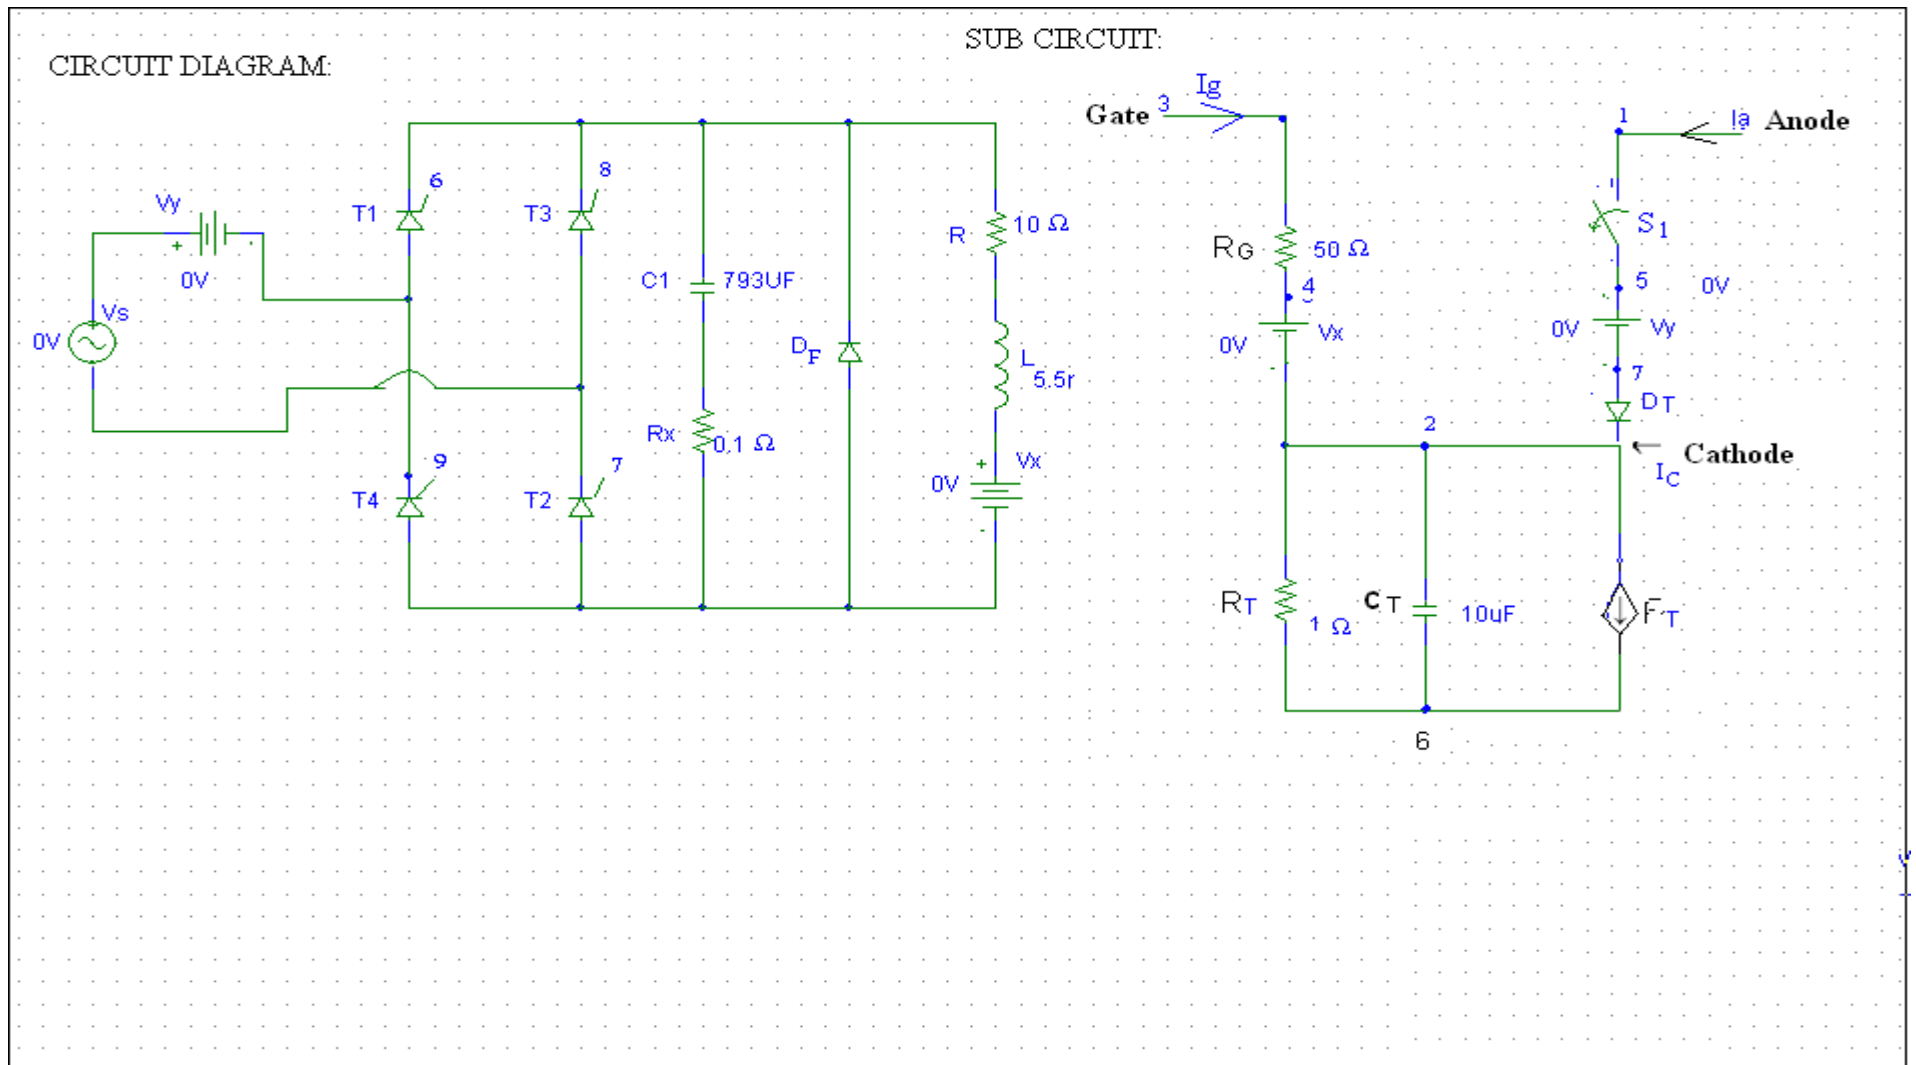 SUB CIRCUIT:
CIRCUIT DIAGRAM:
Vy
+
-
0V
Vs
0V
T1
6
T3
8
T4
9
T2
7
C1
793UF
Rx
0,1 Ω
DF
R
10 Ω
L
5.5r
+
Vx
0V
-
Gate
3
Ig
RG
50 Ω
4
0V
Vx
-
1
Ia
Anode
S1
5
0V
0V
Vy
7
DT
2
Cathode
IC
RT
1 Ω
CT
10uF
FT
6